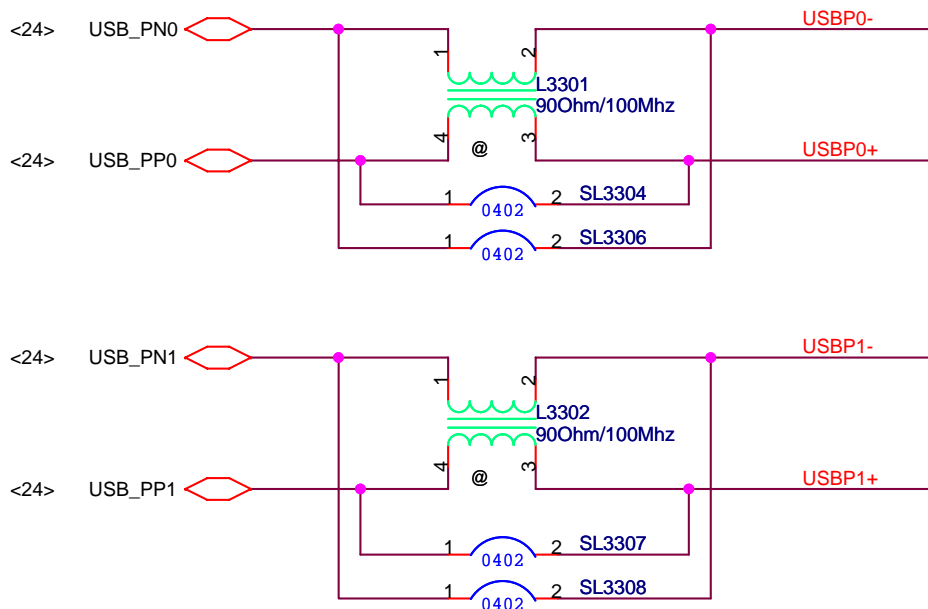 <24> USB_PN0 USBP0-
1 2
L3301
90Ohm/100Mhz
4 3
@
<24> USB_PP0 USBP0+
1 0402 2 SL3304
1 0402 2 SL3306
<24> USB_PN1 USBP1-
1 2
L3302
90Ohm/100Mhz
4 3
@
<24> USB_PP1 USBP1+
1 0402 2 SL3307
1 0402 2 SL3308